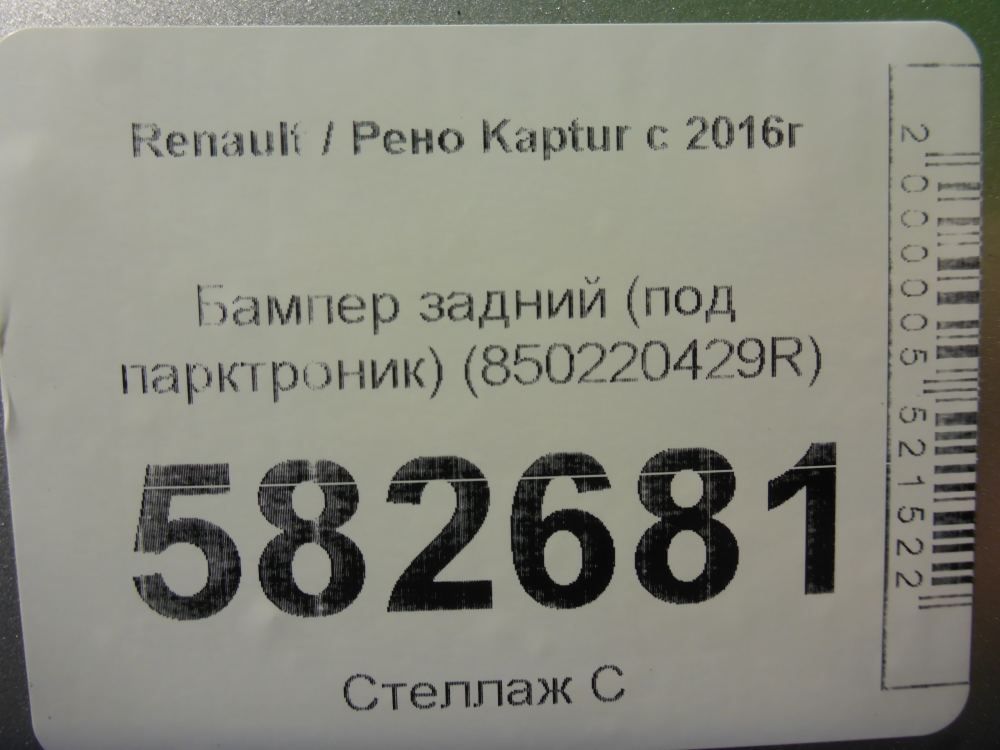 Renault / Рено Kaptur с 2016г
Бампер задний (под
парктроник) (850220429R)
582681
Стеллаж С
2000005521522